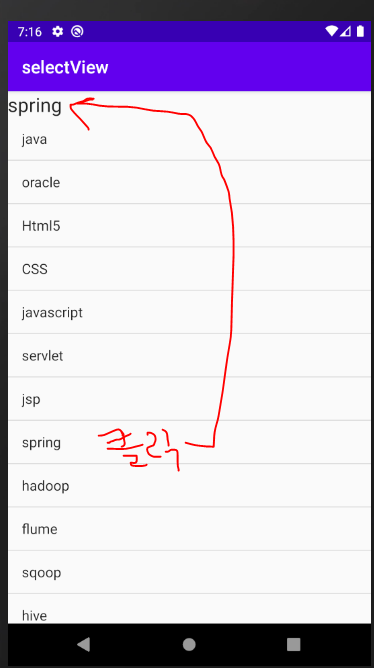 7:16
selectView
spring
java
oracle
Html5
CSS
javascript
servlet
jsp
spring 클릭
hadoop
flume
sqoop
hive